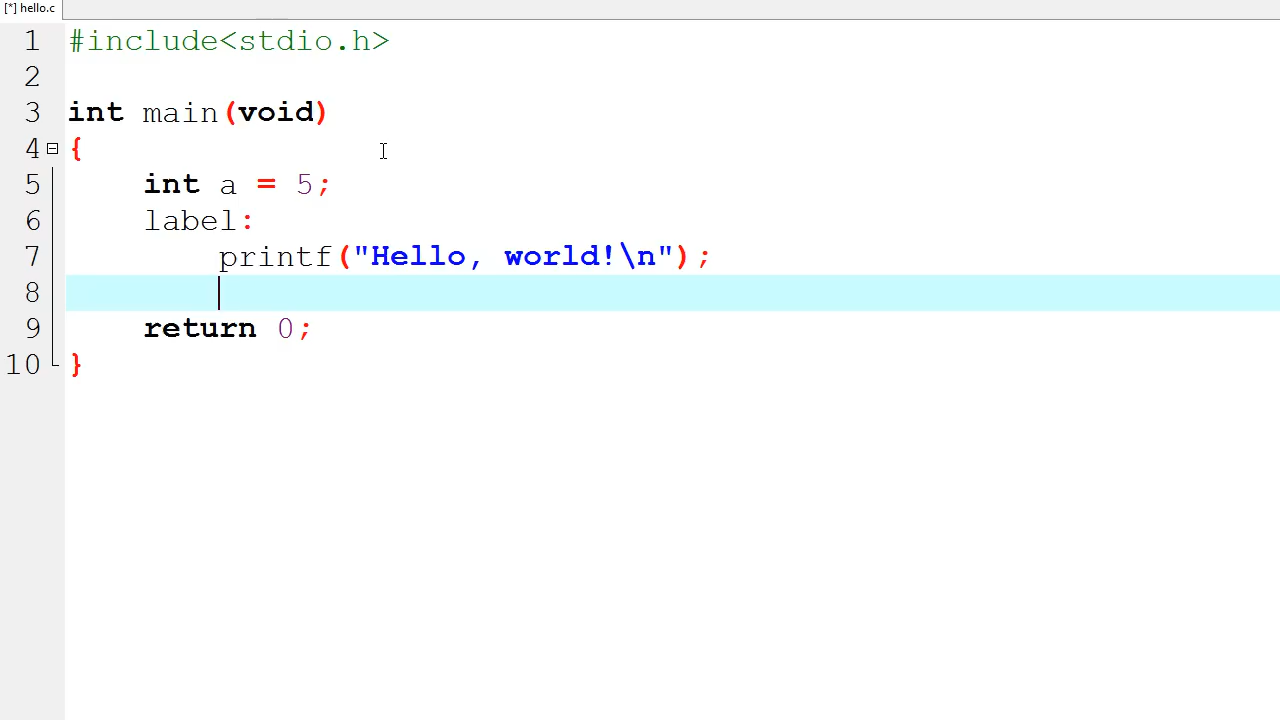 [*] hello.c
1 #include<stdio.h>
2
3 int main(void)
4 {
5 int a = 5;
6 label:
7 printf("Hello, world!\n");
8
9 return 0;
10 }